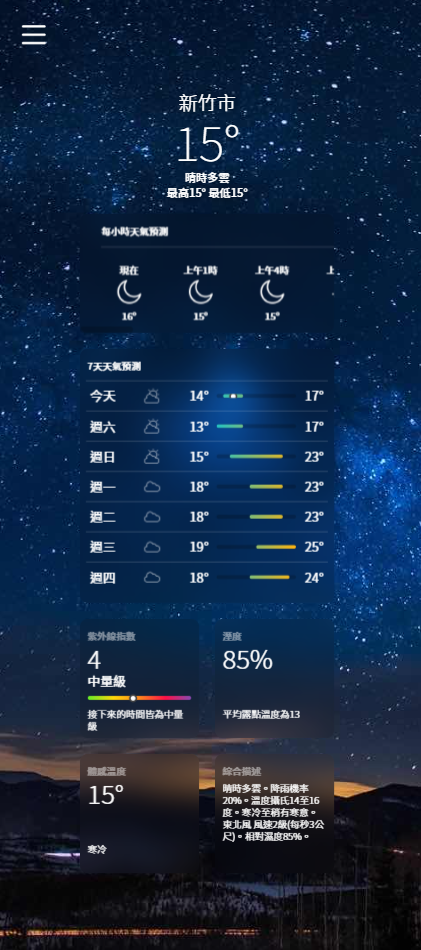 新竹市
15°
晴時多雲
最高15° 最低15°
每小時天氣預測
現在
上午1時
上午4時
16°
15°
15°
7天天氣預測
今天 14° 17°
週六 13° 17°
週日 15° 23°
週一 18° 23°
週二 18° 23°
週三 19° 25°
週四 18° 24°
紫外線指數
4
中量級
接下來的時間皆為中量
級
溼度
85%
平均露點溫度為13
體感溫度
15°
寒冷
綜合描述
晴時多雲。降雨機率
20%。溫度攝氏14至16
度。寒冷至稍有寒意。
東北風 風速2級(每秒3公
尺)。相對濕度85%。